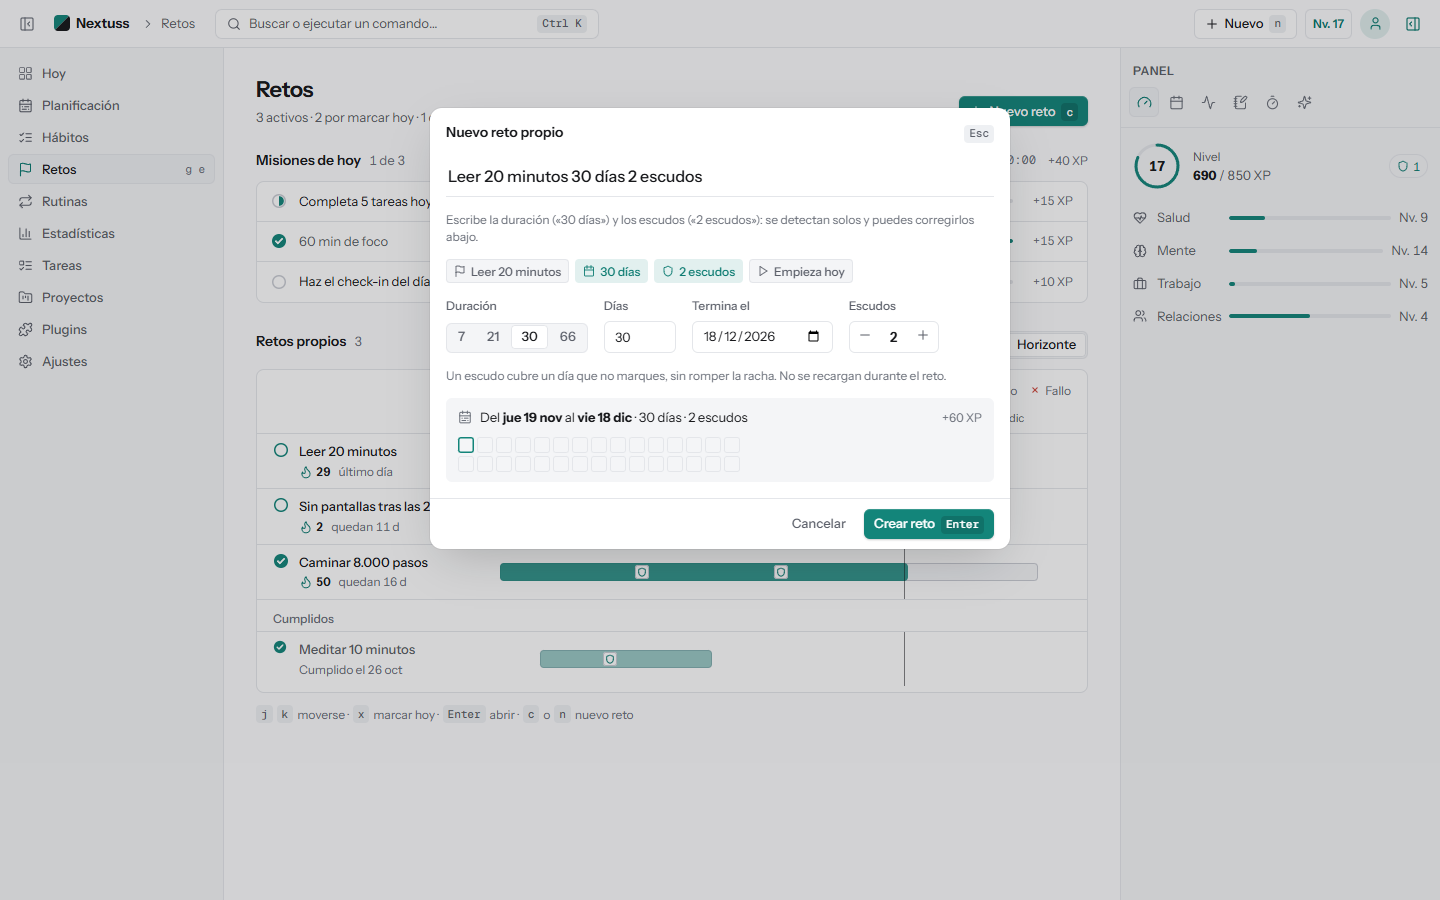 Nextuss
Retos
Buscar o ejecutar un comando...
Ctrl K
Nuevo n
Nv. 17
Hoy
Planificación
Hábitos
Retos g e
Rutinas
Estadísticas
Tareas
Proyectos
Plugins
Ajustes
Retos
3 activos · 2 por marcar hoy · 1
evo reto c
Misiones de hoy 1 de 3
:00 +40 XP
Completa 5 tareas hoy
+15 XP
60 min de foco
+15 XP
Haz el check-in del día
+10 XP
Retos propios 3
Horizonte
Fallo
dic
Leer 20 minutos
29 último día
Sin pantallas tras las 2
2 quedan 11 d
Caminar 8.000 pasos
50 quedan 16 d
Cumplidos
Meditar 10 minutos
Cumplido el 26 oct
j k moverse · x marcar hoy · Enter abrir · c o n nuevo reto
Nuevo reto propio
Esc
Leer 20 minutos 30 días 2 escudos
Escribe la duración («30 días») y los escudos («2 escudos»): se detectan solos y puedes corregirlos
abajo.
Leer 20 minutos
30 días
2 escudos
Empieza hoy
Duración
Días
Termina el
Escudos
7 21 30 66
30
18/12/2026
2
Un escudo cubre un día que no marques, sin romper la racha. No se recargan durante el reto.
Del jue 19 nov al vie 18 dic · 30 días · 2 escudos
+60 XP
Cancelar
Crear reto Enter
PANEL
17
Nivel
690 / 850 XP
1
Salud Nv. 9
Mente Nv. 14
Trabajo Nv. 5
Relaciones Nv. 4